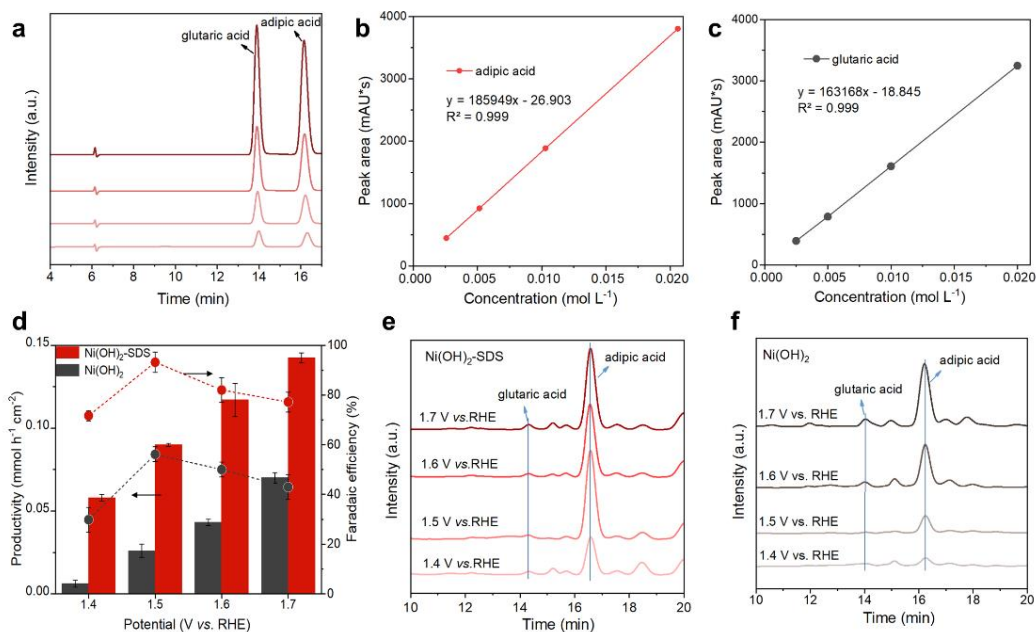 a
glutaric acid
adipic acid
Intensity (a.u.)
4 6 8 10 12 14 16
Time (min)
b
adipic acid
y = 185949x - 26.903
R² = 0.999
Peak area (mAU*s)
4000
3000
2000
1000
0
0.000 0.005 0.010 0.015 0.020
Concentration (mol L⁻¹)
c
glutaric acid
y = 163168x - 18.845
R² = 0.999
Peak area (mAU*s)
4000
3000
2000
1000
0
0.000 0.005 0.010 0.015 0.020
Concentration (mol L⁻¹)
d
Ni(OH)₂-SDS
Ni(OH)₂
Productivity (mmol h⁻¹ cm⁻²)
0.15
0.10
0.05
0.00
Faradaic efficiency (%)
100
90
80
70
60
50
40
30
20
10
0
1.4 1.5 1.6 1.7
Potential (V vs. RHE)
e
Ni(OH)₂-SDS
adipic acid
glutaric acid
1.7 V vs.RHE
1.6 V vs.RHE
1.5 V vs.RHE
1.4 V vs.RHE
Intensity (a.u.)
10 12 14 16 18 20
Time (min)
f
Ni(OH)₂
adipic acid
glutaric acid
1.7 V vs. RHE
1.6 V vs. RHE
1.5 V vs. RHE
1.4 V vs. RHE
Intensity (a.u.)
10 12 14 16 18 20
Time (min)